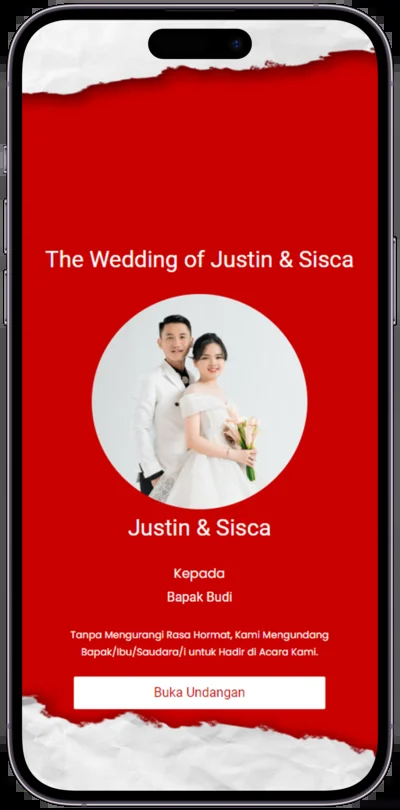 The Wedding of Justin & Sisca
Justin & Sisca
Kepada
Bapak Budi
Tanpa Mengurangi Rasa Hormat, Kami Mengundang
Bapak/Ibu/Saudara/i untuk Hadir di Acara Kami.
Buka Undangan